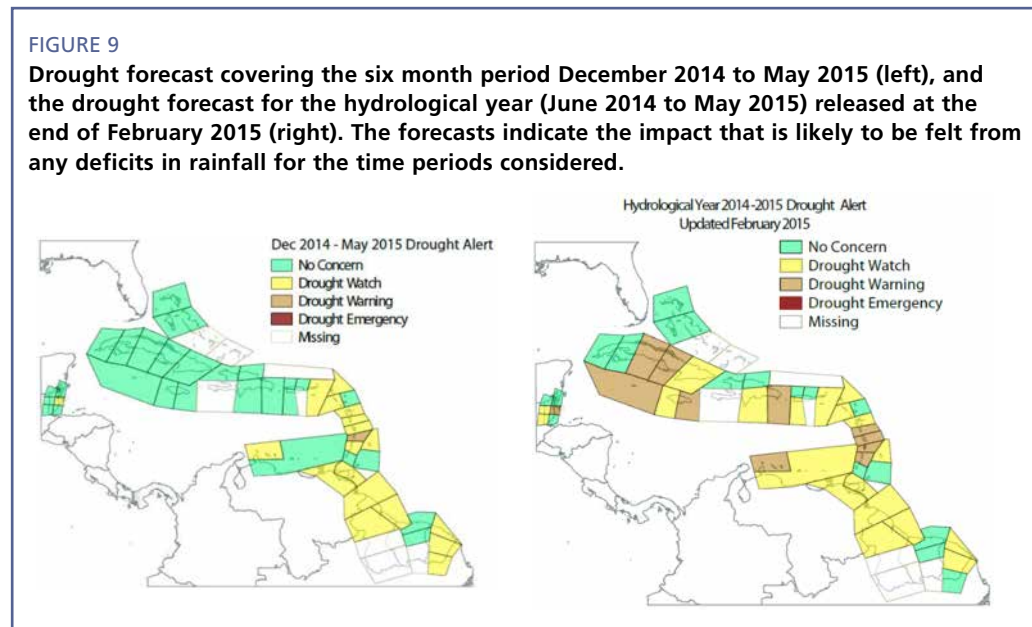 FIGURE 9
Drought forecast covering the six month period December 2014 to May 2015 (left), and
the drought forecast for the hydrological year (June 2014 to May 2015) released at the
end of February 2015 (right). The forecasts indicate the impact that is likely to be felt from
any deficits in rainfall for the time periods considered.
Dec 2014 - May 2015 Drought Alert
No Concern
Drought Watch
Drought Warning
Drought Emergency
Missing
Hydrological Year 2014-2015 Drought Alert
Updated February 2015
No Concern
Drought Watch
Drought Warning
Drought Emergency
Missing